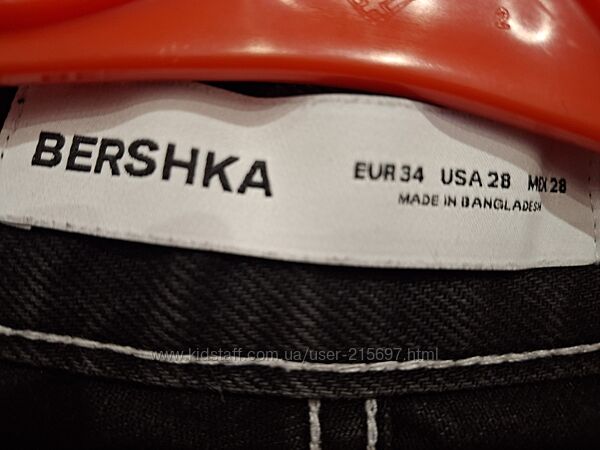 BERSHKA
EUR 34 USA 28 MEX 28
MADE IN BANGLADESH
www.kidstaff.com.ua/user-215697.html